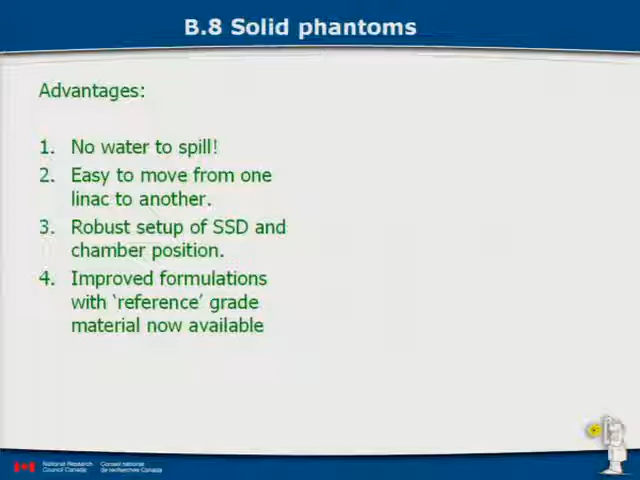 B.8 Solid phantoms
Advantages:
1. No water to spill!
2. Easy to move from one
linac to another.
3. Robust setup of SSD and
chamber position.
4. Improved formulations
with ‘reference’ grade
material now available
National Research Conseil national
Council Canada de recherches Canada